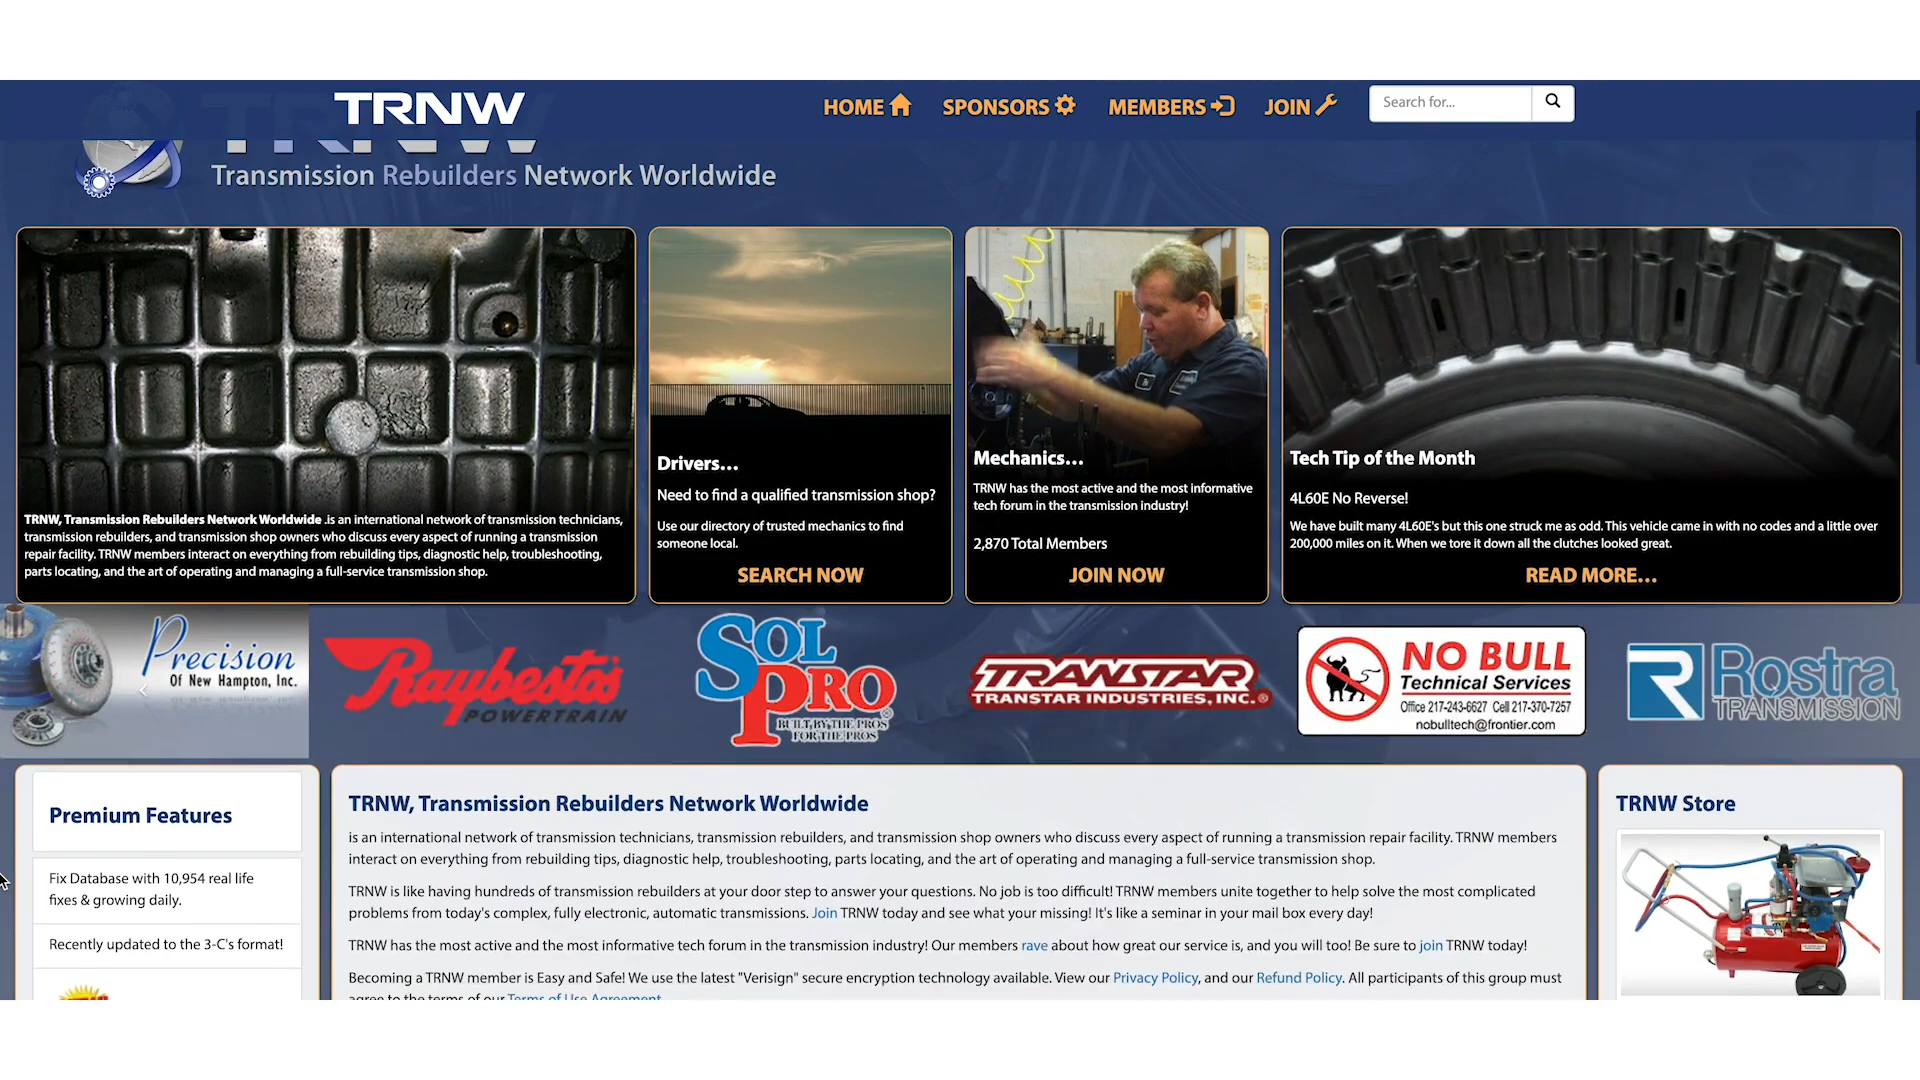 TRNW
HOME
SPONSORS
MEMBERS
JOIN
Search for...
Transmission Rebuilders Network Worldwide
TRNW, Transmission Rebuilders Network Worldwide .is an international network of transmission technicians,
transmission rebuilders, and transmission shop owners who discuss every aspect of running a transmission
repair facility. TRNW members interact on everything from rebuilding tips, diagnostic help, troubleshooting,
parts locating, and the art of operating and managing a full-service transmission shop.
Drivers...
Need to find a qualified transmission shop?
Use our directory of trusted mechanics to find
someone local.
SEARCH NOW
Mechanics...
TRNW has the most active and the most informative
tech forum in the transmission industry!
2,870 Total Members
JOIN NOW
Tech Tip of the Month
4L60E No Reverse!
We have built many 4L60E's but this one struck me as odd. This vehicle came in with no codes and a little over
200,000 miles on it. When we tore it down all the clutches looked great.
READ MORE...
Precision
Of New Hampton, Inc.
Raybestos
POWERTRAIN
SOL
PRO
BUILT BY THE PROS
FOR THE PROS
TRANSTAR
TRANSTAR INDUSTRIES, INC.®
NO BULL
Technical Services
Office 217-243-6627 Cell 217-370-7257
nobulltech@frontier.com
Rostra
TRANSMISSION
Premium Features
Fix Database with 10,954 real life
fixes & growing daily.
Recently updated to the 3-C's format!
TRNW, Transmission Rebuilders Network Worldwide
is an international network of transmission technicians, transmission rebuilders, and transmission shop owners who discuss every aspect of running a transmission repair facility. TRNW members
interact on everything from rebuilding tips, diagnostic help, troubleshooting, parts locating, and the art of operating and managing a full-service transmission shop.
TRNW is like having hundreds of transmission rebuilders at your door step to answer your questions. No job is too difficult! TRNW members unite together to help solve the most complicated
problems from today's complex, fully electronic, automatic transmissions. Join TRNW today and see what your missing! It's like a seminar in your mail box every day!
TRNW has the most active and the most informative tech forum in the transmission industry! Our members rave about how great our service is, and you will too! Be sure to join TRNW today!
Becoming a TRNW member is Easy and Safe! We use the latest "Verisign" secure encryption technology available. View our Privacy Policy, and our Refund Policy. All participants of this group must
agree to the terms of our Terms of Use Agreement
TRNW Store